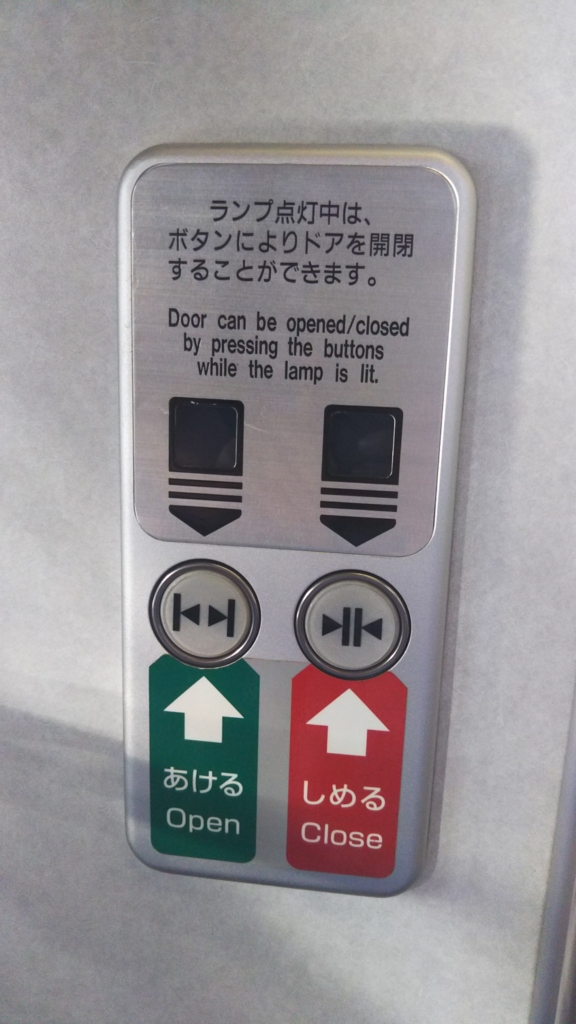 ランプ点灯中は、
ボタンによりドアを開閉
することができます。
Door can be opened/closed
by pressing the buttons
while the lamp is lit.
あける
Open
しめる
Close